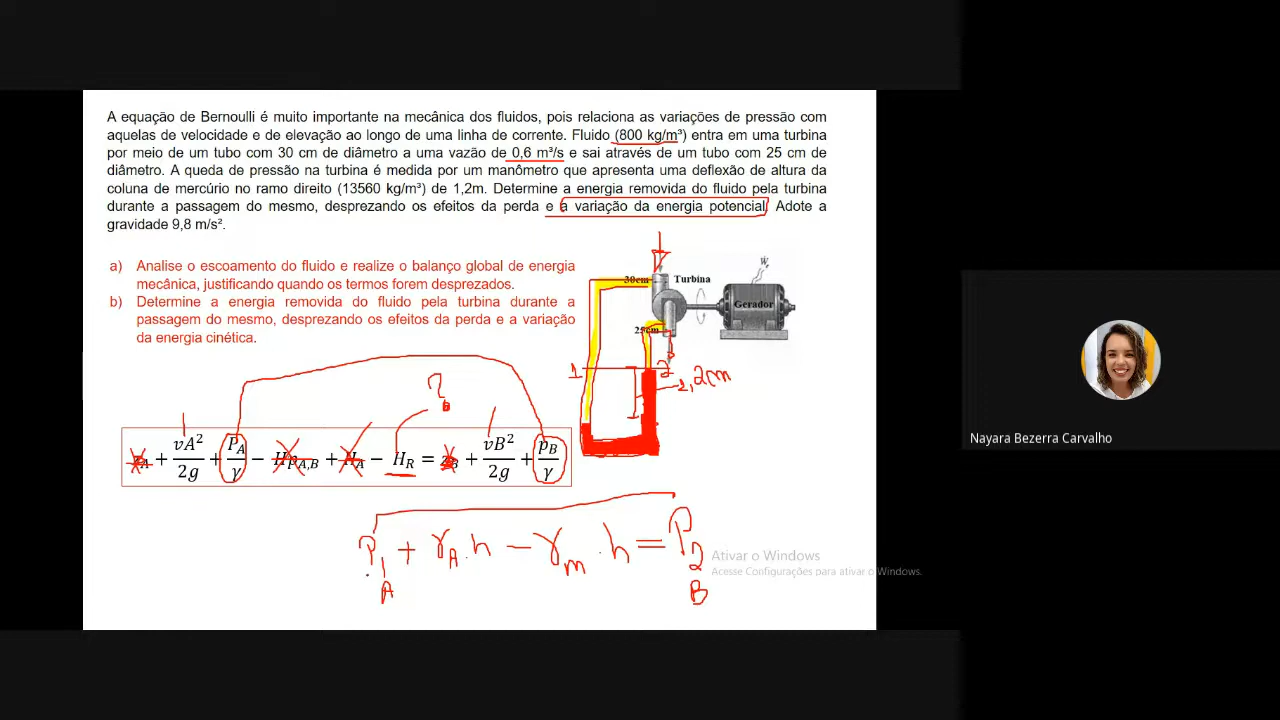 A equação de Bernoulli é muito importante na mecânica dos fluidos, pois relaciona as variações de pressão com
aquelas de velocidade e de elevação ao longo de uma linha de corrente. Fluido (800 kg/m³) entra em uma turbina
por meio de um tubo com 30 cm de diâmetro a uma vazão de 0,6 m³/s e sai através de um tubo com 25 cm de
diâmetro. A queda de pressão na turbina é medida por um manômetro que apresenta uma deflexão de altura da
coluna de mercúrio no ramo direito (13560 kg/m³) de 1,2m. Determine a energia removida do fluido pela turbina
durante a passagem do mesmo, desprezando os efeitos da perda e a variação da energia potencial. Adote a
gravidade 9,8 m/s².
a) Analise o escoamento do fluido e realize o balanço global de energia
mecânica, justificando quando os termos forem desprezados.
b) Determine a energia removida do fluido pela turbina durante a
passagem do mesmo, desprezando os efeitos da perda e a variação
da energia cinética.
30cm
Turbina
Gerador
25cm
1
2
1,2cm
?
zA + vA²/2g + PA/γ − HpA,B + HA − HR = zB + vB²/2g + pB/γ
P1 + γA.h − γm.h = P2
A
B
Ativar o Windows
Acesse Configurações para ativar o Windows.
Nayara Bezerra Carvalho